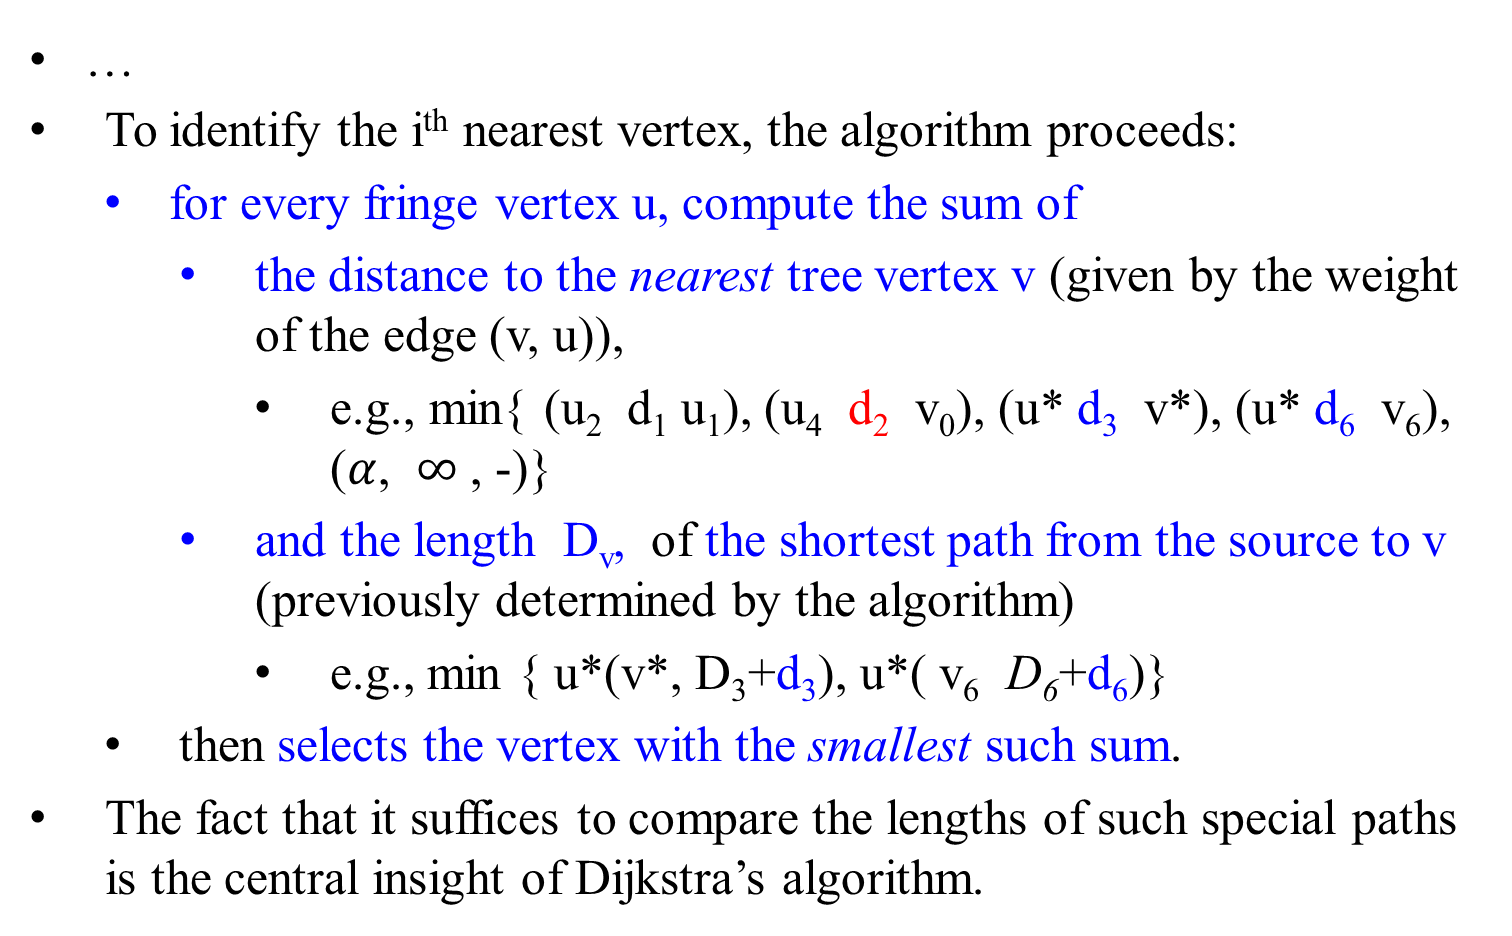 • …
• To identify the iᵗʰ nearest vertex, the algorithm proceeds:
• for every fringe vertex u, compute the sum of
• the distance to the nearest tree vertex v (given by the weight
of the edge (v, u)),
• e.g., min{ (u₂ d₁ u₁), (u₄ d₂ v₀), (u* d₃ v*), (u* d₆ v₆),
(α, ∞ , -)}
• and the length Dᵥ, of the shortest path from the source to v
(previously determined by the algorithm)
• e.g., min { u*(v*, D₃+d₃), u*( v₆ D₆+d₆)}
• then selects the vertex with the smallest such sum.
• The fact that it suffices to compare the lengths of such special paths
is the central insight of Dijkstra’s algorithm.